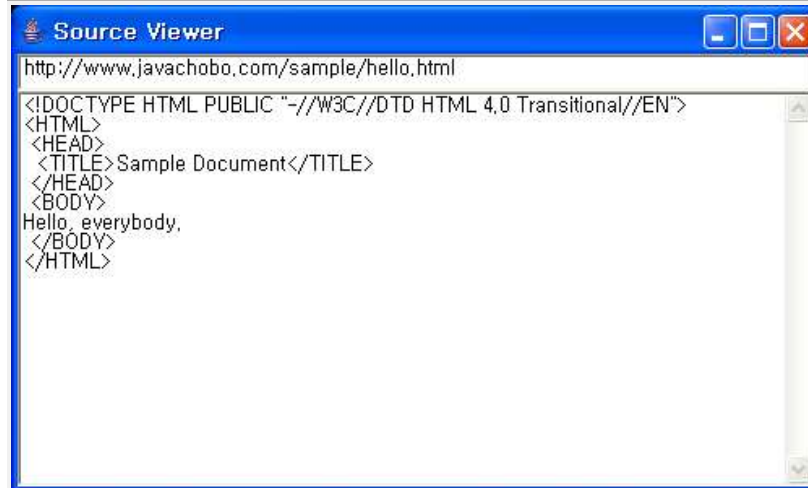 Source Viewer
http://www.javachobo.com/sample/hello.html
<!DOCTYPE HTML PUBLIC "-//W3C//DTD HTML 4.0 Transitional//EN">
<HTML>
 <HEAD>
  <TITLE>Sample Document</TITLE>
 </HEAD>
 <BODY>
Hello, everybody.
 </BODY>
</HTML>